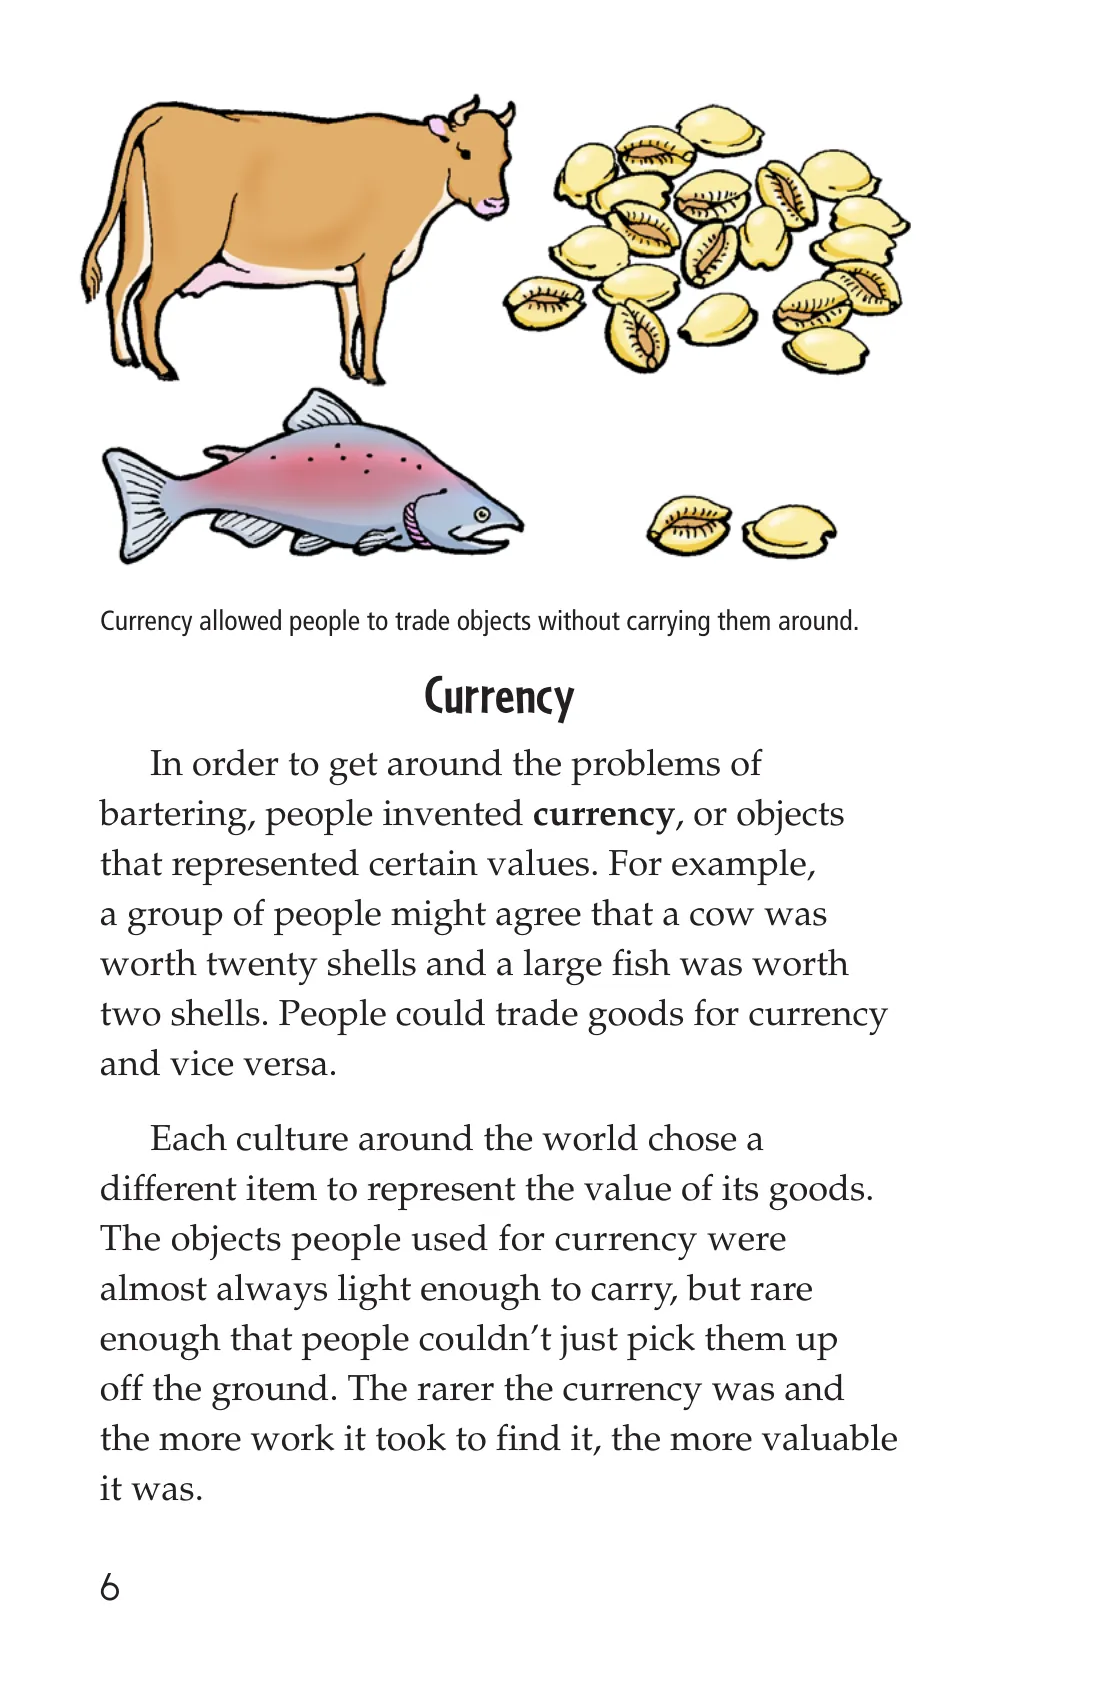 Currency allowed people to trade objects without carrying them around.
Currency
In order to get around the problems of
bartering, people invented currency, or objects
that represented certain values. For example,
a group of people might agree that a cow was
worth twenty shells and a large fish was worth
two shells. People could trade goods for currency
and vice versa.
Each culture around the world chose a
different item to represent the value of its goods.
The objects people used for currency were
almost always light enough to carry, but rare
enough that people couldn’t just pick them up
off the ground. The rarer the currency was and
the more work it took to find it, the more valuable
it was.
6